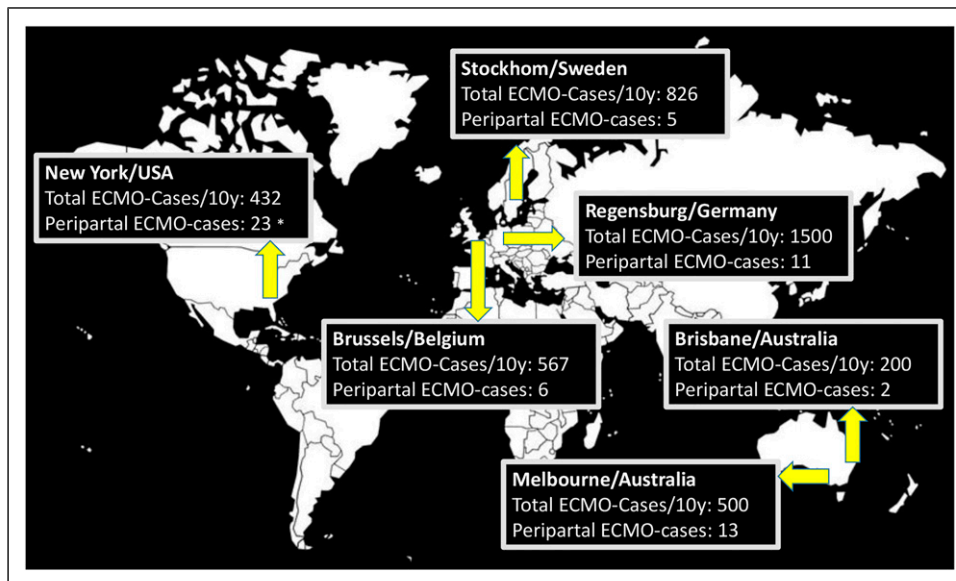 Stockhom/Sweden
Total ECMO-Cases/10y: 826
Peripartal ECMO-cases: 5
New York/USA
Total ECMO-Cases/10y: 432
Peripartal ECMO-cases: 23 *
Regensburg/Germany
Total ECMO-Cases/10y: 1500
Peripartal ECMO-cases: 11
Brussels/Belgium
Total ECMO-Cases/10y: 567
Peripartal ECMO-cases: 6
Brisbane/Australia
Total ECMO-Cases/10y: 200
Peripartal ECMO-cases: 2
Melbourne/Australia
Total ECMO-Cases/10y: 500
Peripartal ECMO-cases: 13